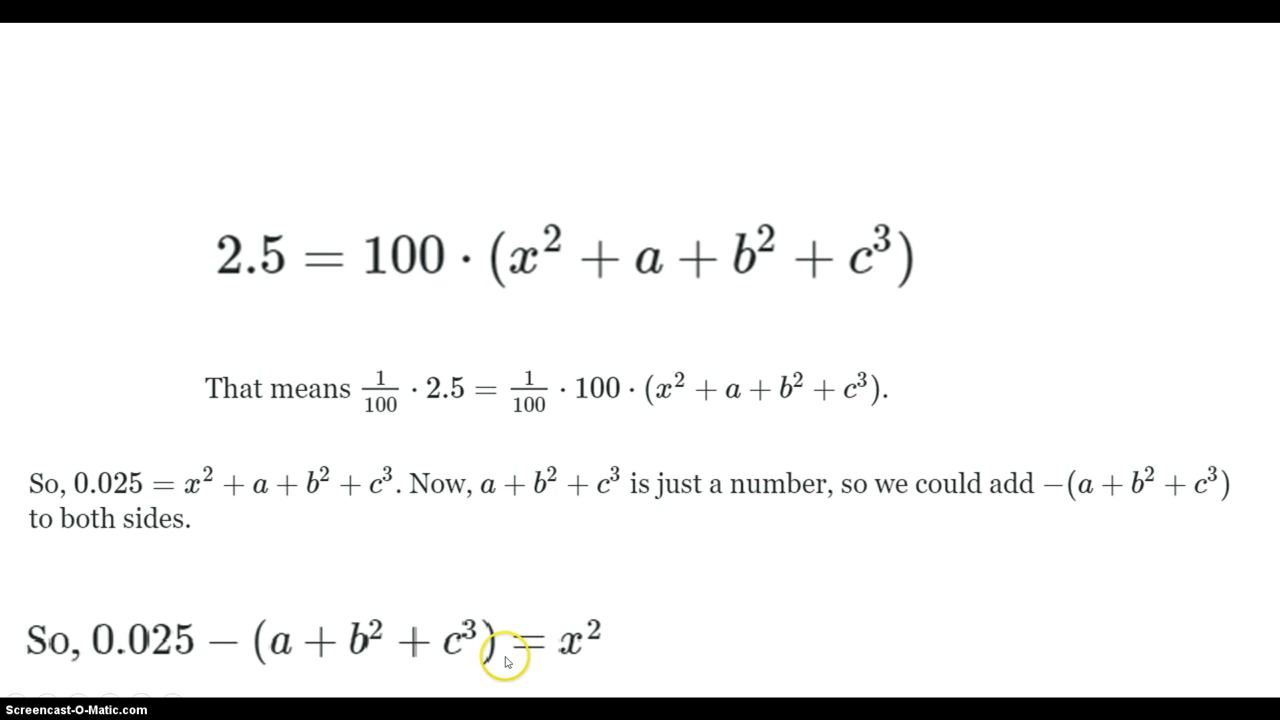 2.5 = 100 · (x² + a + b² + c³)
That means 1/100 · 2.5 = 1/100 · 100 · (x² + a + b² + c³).
So, 0.025 = x² + a + b² + c³. Now, a + b² + c³ is just a number, so we could add −(a + b² + c³)
to both sides.
So, 0.025 − (a + b² + c³) = x²
Screencast-O-Matic.com